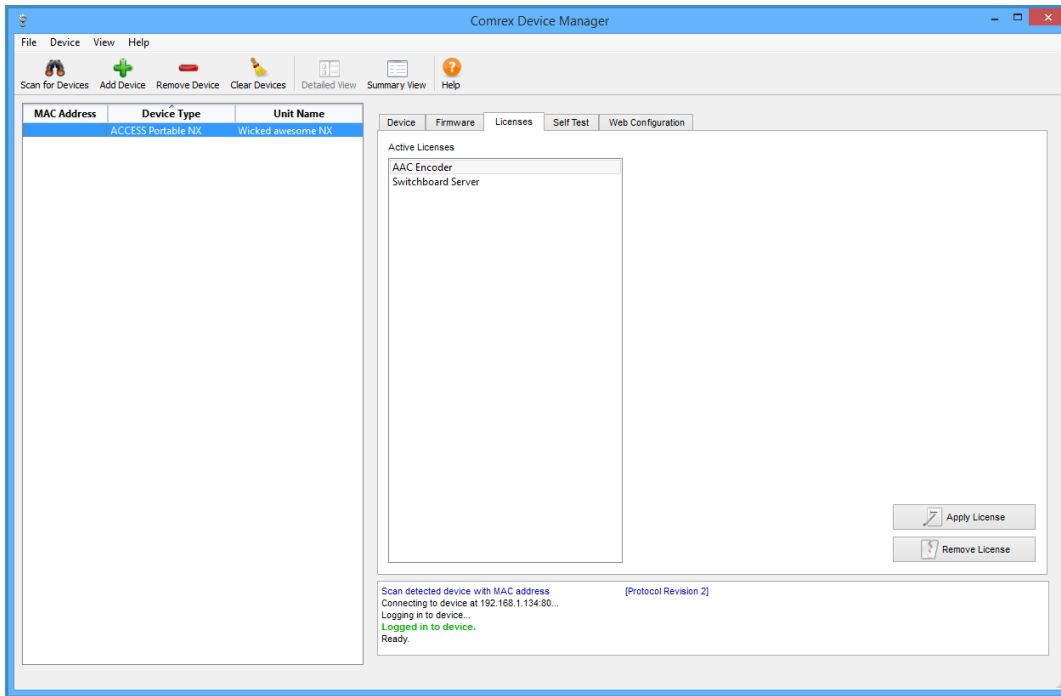 Comrex Device Manager
File Device View Help
Scan for Devices Add Device Remove Device Clear Devices Detailed View Summary View Help
MAC Address Device Type Unit Name
ACCESS Portable NX Wicked awesome NX
Device Firmware Licenses Self Test Web Configuration
Active Licenses
AAC Encoder
Switchboard Server
Apply License
Remove License
Scan detected device with MAC address [Protocol Revision 2]
Connecting to device at 192.168.1.134:80...
Logging in to device...
Logged in to device.
Ready.